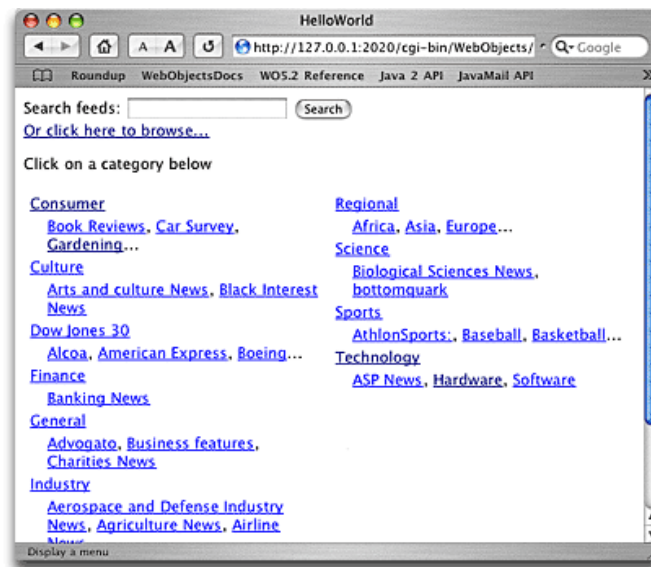 HelloWorld
A A http://127.0.0.1:2020/cgi-bin/WebObjects/ Q Google
Roundup WebObjectsDocs WO5.2 Reference Java 2 API JavaMail API »
Search feeds: Search
Or click here to browse...
Click on a category below
Consumer
Book Reviews, Car Survey,
Gardening...
Culture
Arts and culture News, Black Interest
News
Dow Jones 30
Alcoa, American Express, Boeing...
Finance
Banking News
General
Advogato, Business features,
Charities News
Industry
Aerospace and Defense Industry
News, Agriculture News, Airline
News
Regional
Africa, Asia, Europe...
Science
Biological Sciences News,
bottomquark
Sports
AthlonSports:, Baseball, Basketball...
Technology
ASP News, Hardware, Software
Display a menu